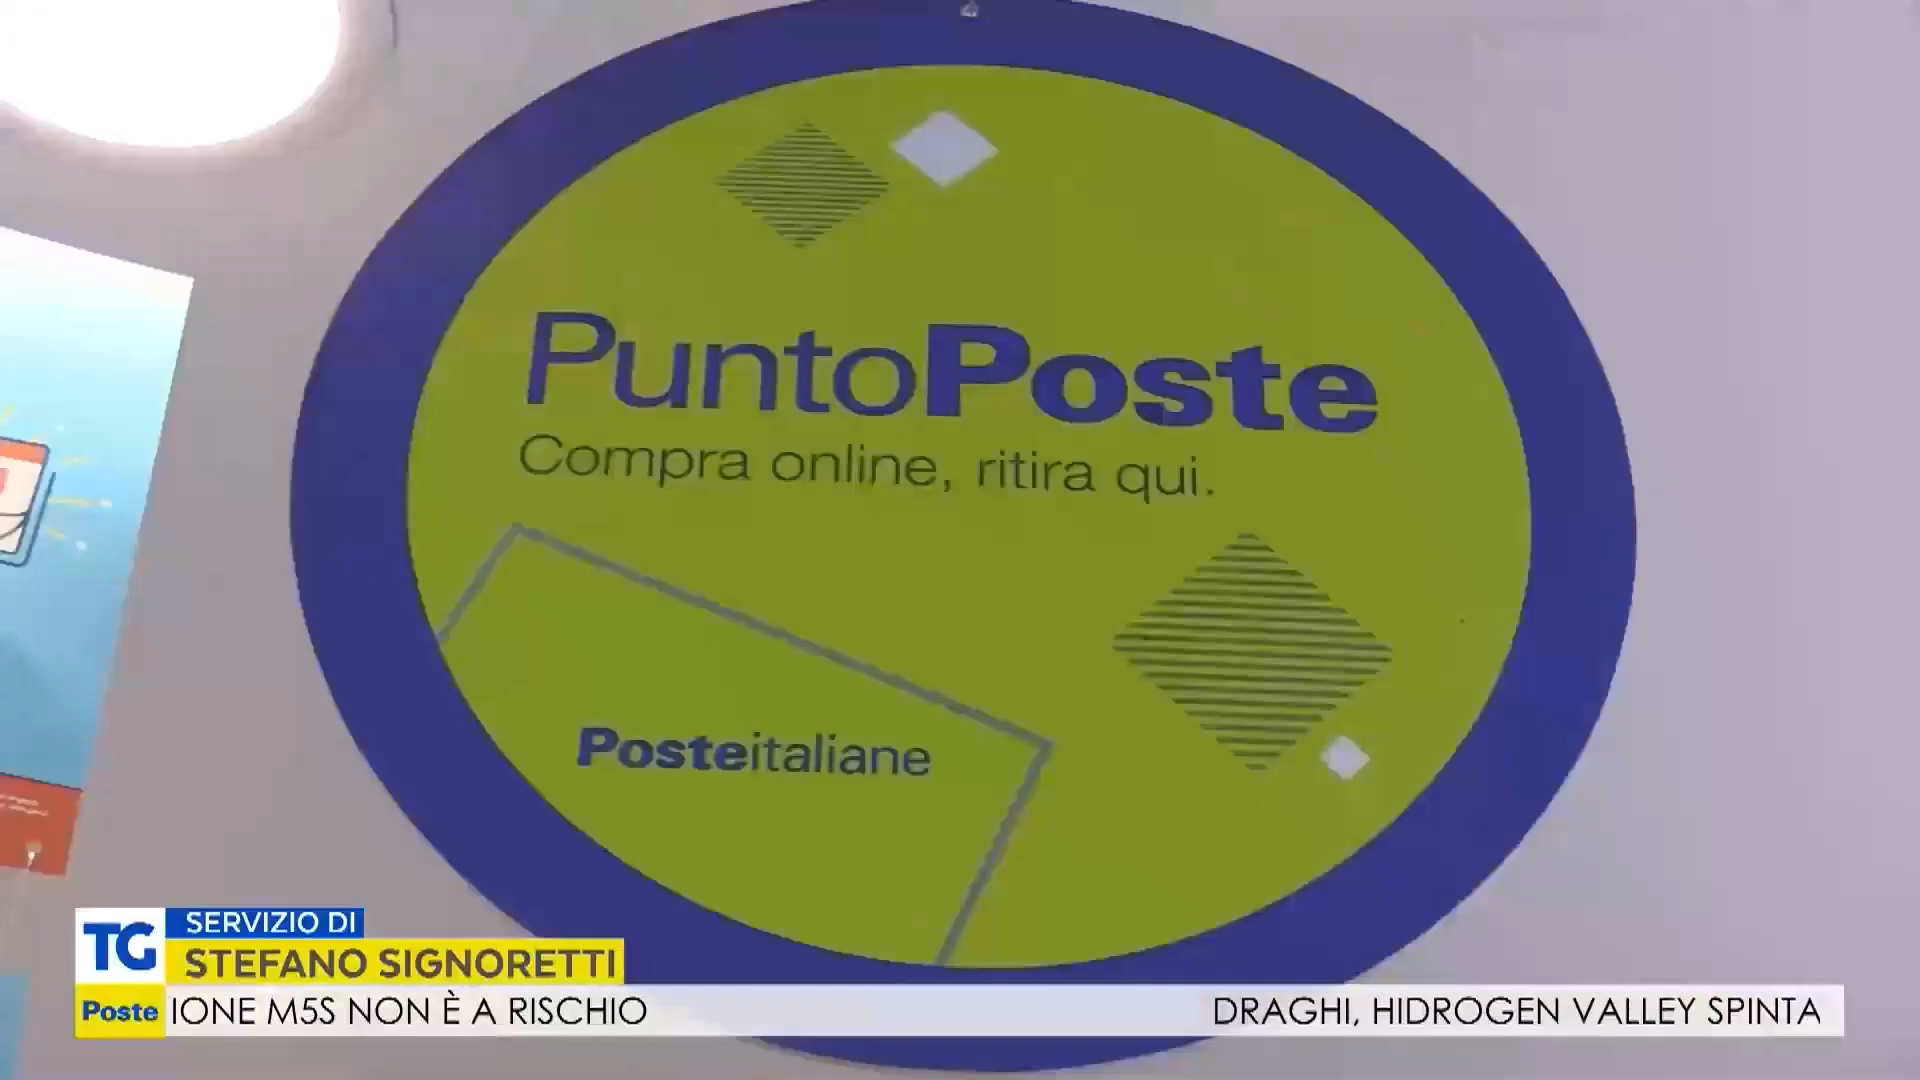 PuntoPoste
Compra online, ritira qui.
Posteitaliane
TG
SERVIZIO DI
STEFANO SIGNORETTI
Poste
IONE M5S NON È A RISCHIO
DRAGHI, HIDROGEN VALLEY SPINTA